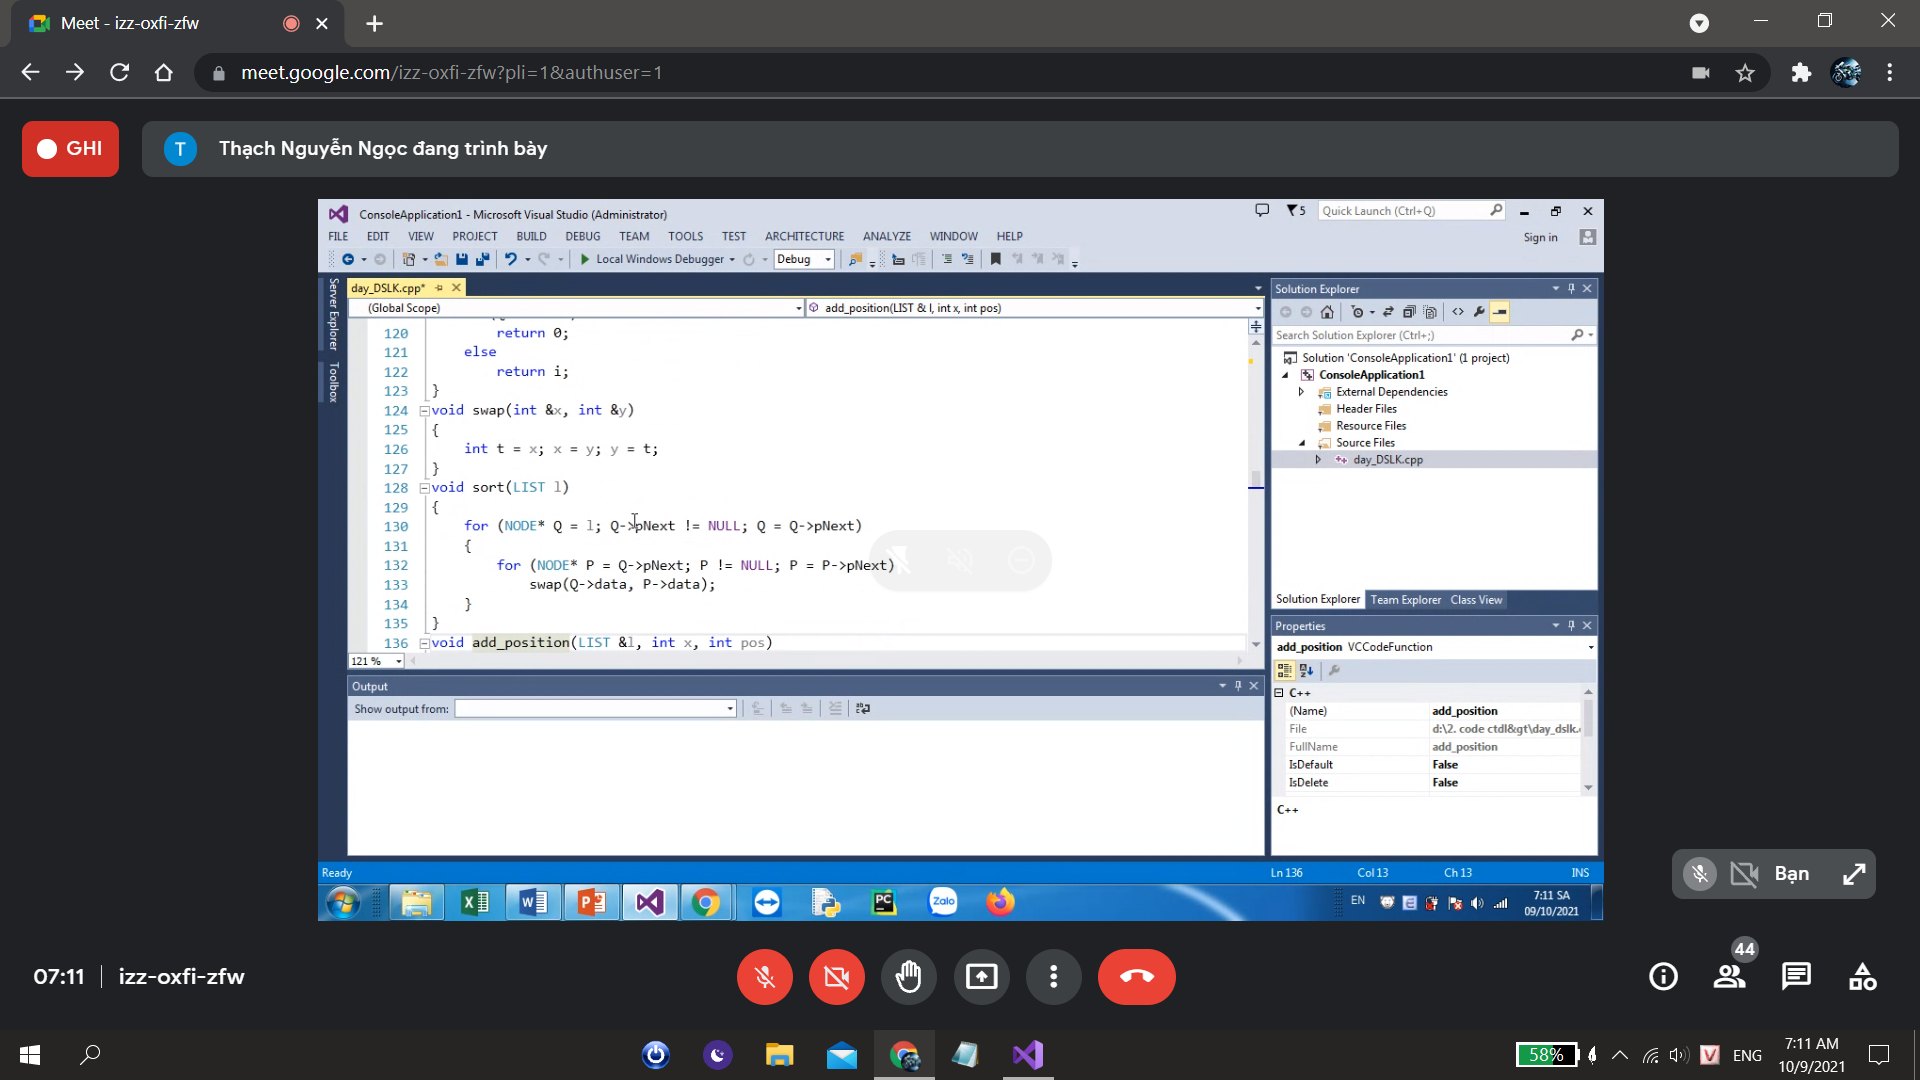 Meet - izz-oxfi-zfw
meet.google.com/izz-oxfi-zfw?pli=1&authuser=1
GHI
T
Thạch Nguyễn Ngọc đang trình bày
ConsoleApplication1 - Microsoft Visual Studio (Administrator)
5
Quick Launch (Ctrl+Q)
FILE EDIT VIEW PROJECT BUILD DEBUG TEAM TOOLS TEST ARCHITECTURE ANALYZE WINDOW HELP
Sign in
Local Windows Debugger
Debug
Server Explorer
Toolbox
day_DSLK.cpp*
(Global Scope)
add_position(LIST & l, int x, int pos)
120 return 0;
121 else
122 return i;
123 }
124 void swap(int &x, int &y)
125 {
126 int t = x; x = y; y = t;
127 }
128 void sort(LIST l)
129 {
130 for (NODE* Q = l; Q->pNext != NULL; Q = Q->pNext)
131 {
132 for (NODE* P = Q->pNext; P != NULL; P = P->pNext)
133 swap(Q->data, P->data);
134 }
135 }
136 void add_position(LIST &l, int x, int pos)
121 %
Output
Show output from:
Solution Explorer
Search Solution Explorer (Ctrl+;)
Solution 'ConsoleApplication1' (1 project)
ConsoleApplication1
External Dependencies
Header Files
Resource Files
Source Files
day_DSLK.cpp
Solution Explorer Team Explorer Class View
Properties
add_position VCCodeFunction
C++
(Name) add_position
File d:\2. code ctdl&gt\day_dslk.
FullName add_position
IsDefault False
IsDelete False
C++
Ready
Ln 136 Col 13 Ch 13 INS
Zalo
EN
7:11 SA
09/10/2021
Bạn
07:11 izz-oxfi-zfw
44
58%
ENG
7:11 AM
10/9/2021